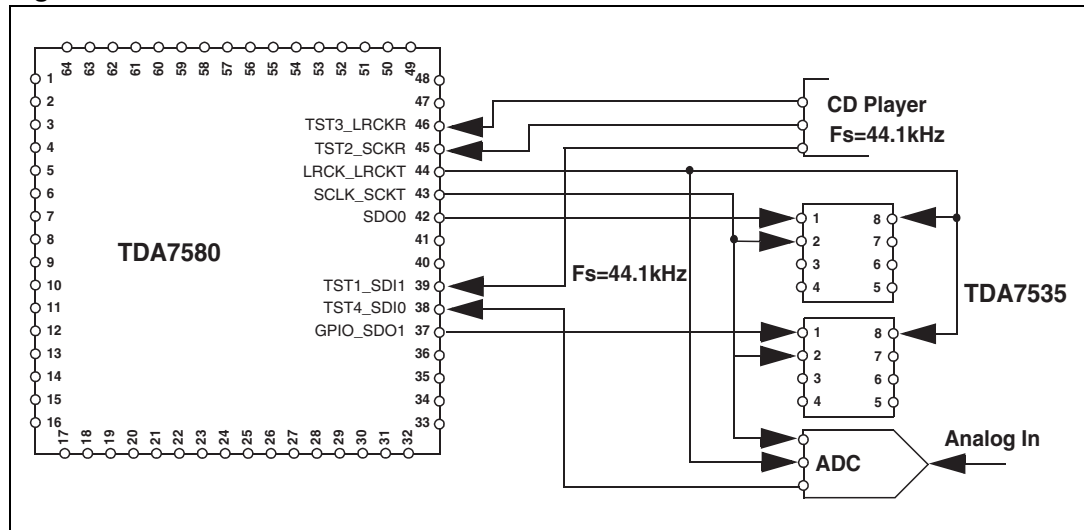 64 63 62 61 60 59 58 57 56 55 54 53 52 51 50 49
1
2
3
4
5
6
7
8
9
10
11
12
13
14
15
16
TDA7580
48
47
TST3_LRCKR 46
TST2_SCKR 45
LRCK_LRCKT 44
SCLK_SCKT 43
SDO0 42
41
40
TST1_SDI1 39
TST4_SDI0 38
GPIO_SDO1 37
36
35
34
33
17 18 19 20 21 22 23 24 25 26 27 28 29 30 31 32
CD Player
Fs=44.1kHz
Fs=44.1kHz
1 8
2 7
3 6
4 5
TDA7535
1 8
2 7
3 6
4 5
ADC
Analog In